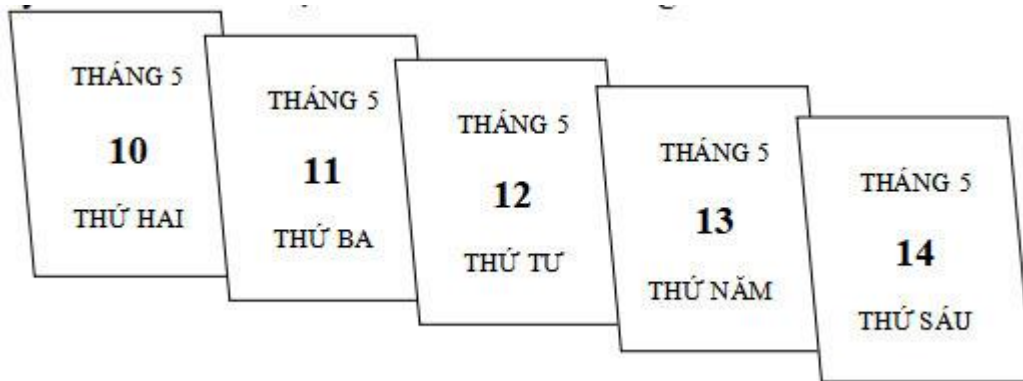 THÁNG 5
10
THỨ HAI
THÁNG 5
11
THỨ BA
THÁNG 5
12
THỨ TƯ
THÁNG 5
13
THỨ NĂM
THÁNG 5
14
THỨ SÁU